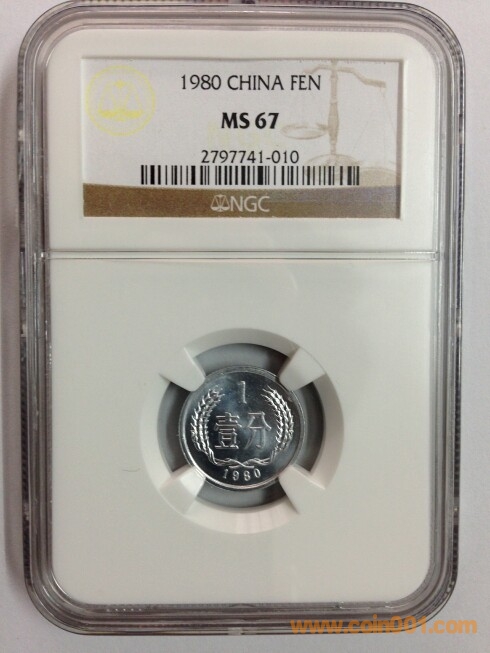 1980 CHINA FEN
MS 67
2797741-010
NGC
1
壹分
1980
www.coin001.com